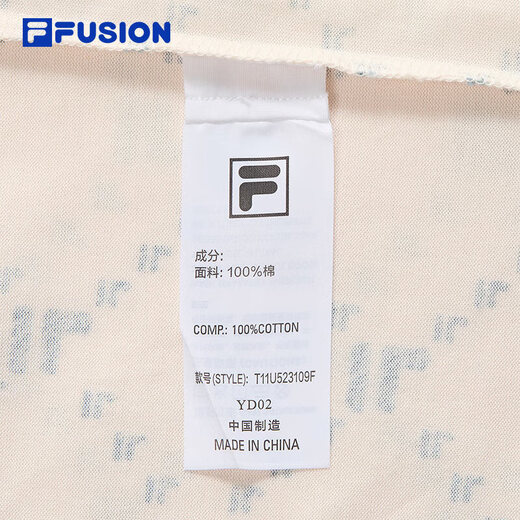 FUSION
成分:
面料: 100%棉
COMP.: 100%COTTON
款号(STYLE): T11U523109F
YD02
中国制造
MADE IN CHINA